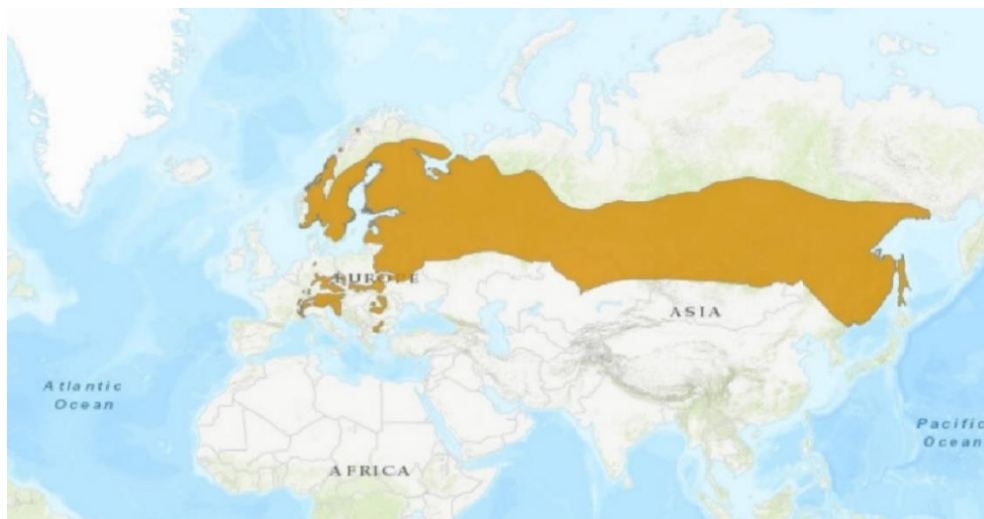 EUROPE
ASIA
Atlantic
Ocean
Pacific
Ocean
AFRICA